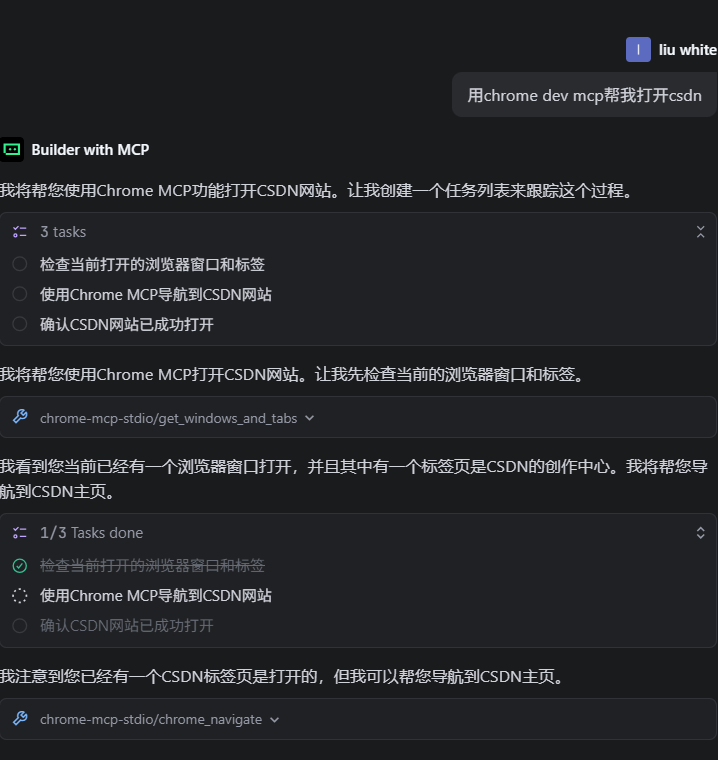 I liu white
用chrome dev mcp帮我打开csdn
Builder with MCP
我将帮您使用Chrome MCP功能打开CSDN网站。让我创建一个任务列表来跟踪这个过程。
3 tasks
检查当前打开的浏览器窗口和标签
使用Chrome MCP导航到CSDN网站
确认CSDN网站已成功打开
我将帮您使用Chrome MCP打开CSDN网站。让我先检查当前的浏览器窗口和标签。
chrome-mcp-stdio/get_windows_and_tabs
我看到您当前已经有一个浏览器窗口打开，并且其中有一个标签页是CSDN的创作中心。我将帮您导
航到CSDN主页。
1/3 Tasks done
检查当前打开的浏览器窗口和标签
使用Chrome MCP导航到CSDN网站
确认CSDN网站已成功打开
我注意到您已经有一个CSDN标签页是打开的，但我可以帮您导航到CSDN主页。
chrome-mcp-stdio/chrome_navigate